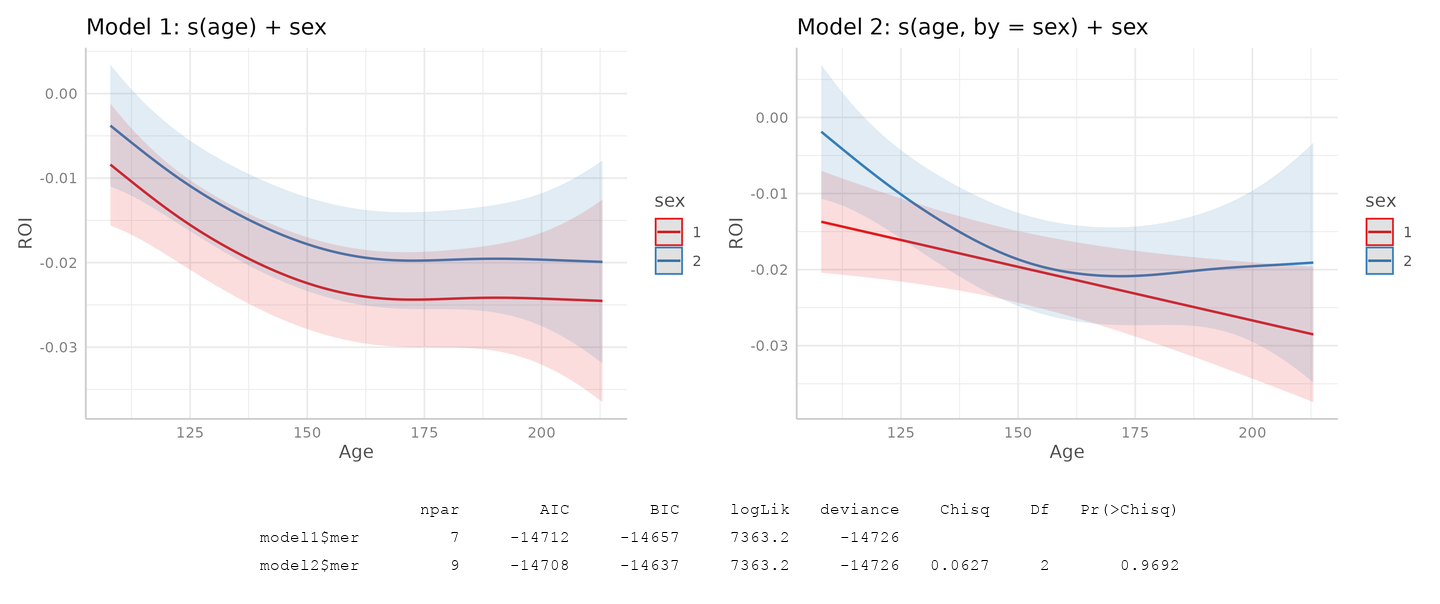 Model 1: s(age) + sex
0.00
-0.01
-0.02
-0.03
ROI
125 150 175 200
Age
sex
1
2
Model 2: s(age, by = sex) + sex
0.00
-0.01
-0.02
-0.03
ROI
125 150 175 200
Age
sex
1
2
npar AIC BIC logLik deviance Chisq Df Pr(>Chisq)
model1$mer 7 -14712 -14657 7363.2 -14726
model2$mer 9 -14708 -14637 7363.2 -14726 0.0627 2 0.9692